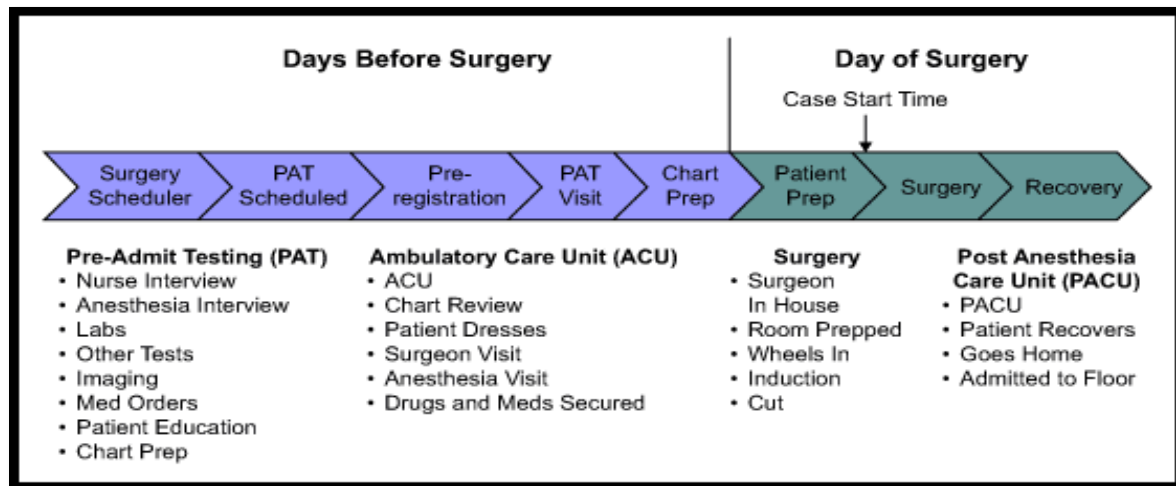 Days Before Surgery
Day of Surgery
Case Start Time
Surgery
Scheduler
PAT
Scheduled
Pre-
registration
PAT
Visit
Chart
Prep
Patient
Prep
Surgery
Recovery
Pre-Admit Testing (PAT)
• Nurse Interview
• Anesthesia Interview
• Labs
• Other Tests
• Imaging
• Med Orders
• Patient Education
• Chart Prep
Ambulatory Care Unit (ACU)
• ACU
• Chart Review
• Patient Dresses
• Surgeon Visit
• Anesthesia Visit
• Drugs and Meds Secured
Surgery
• Surgeon
In House
• Room Prepped
• Wheels In
• Induction
• Cut
Post Anesthesia
Care Unit (PACU)
• PACU
• Patient Recovers
• Goes Home
• Admitted to Floor